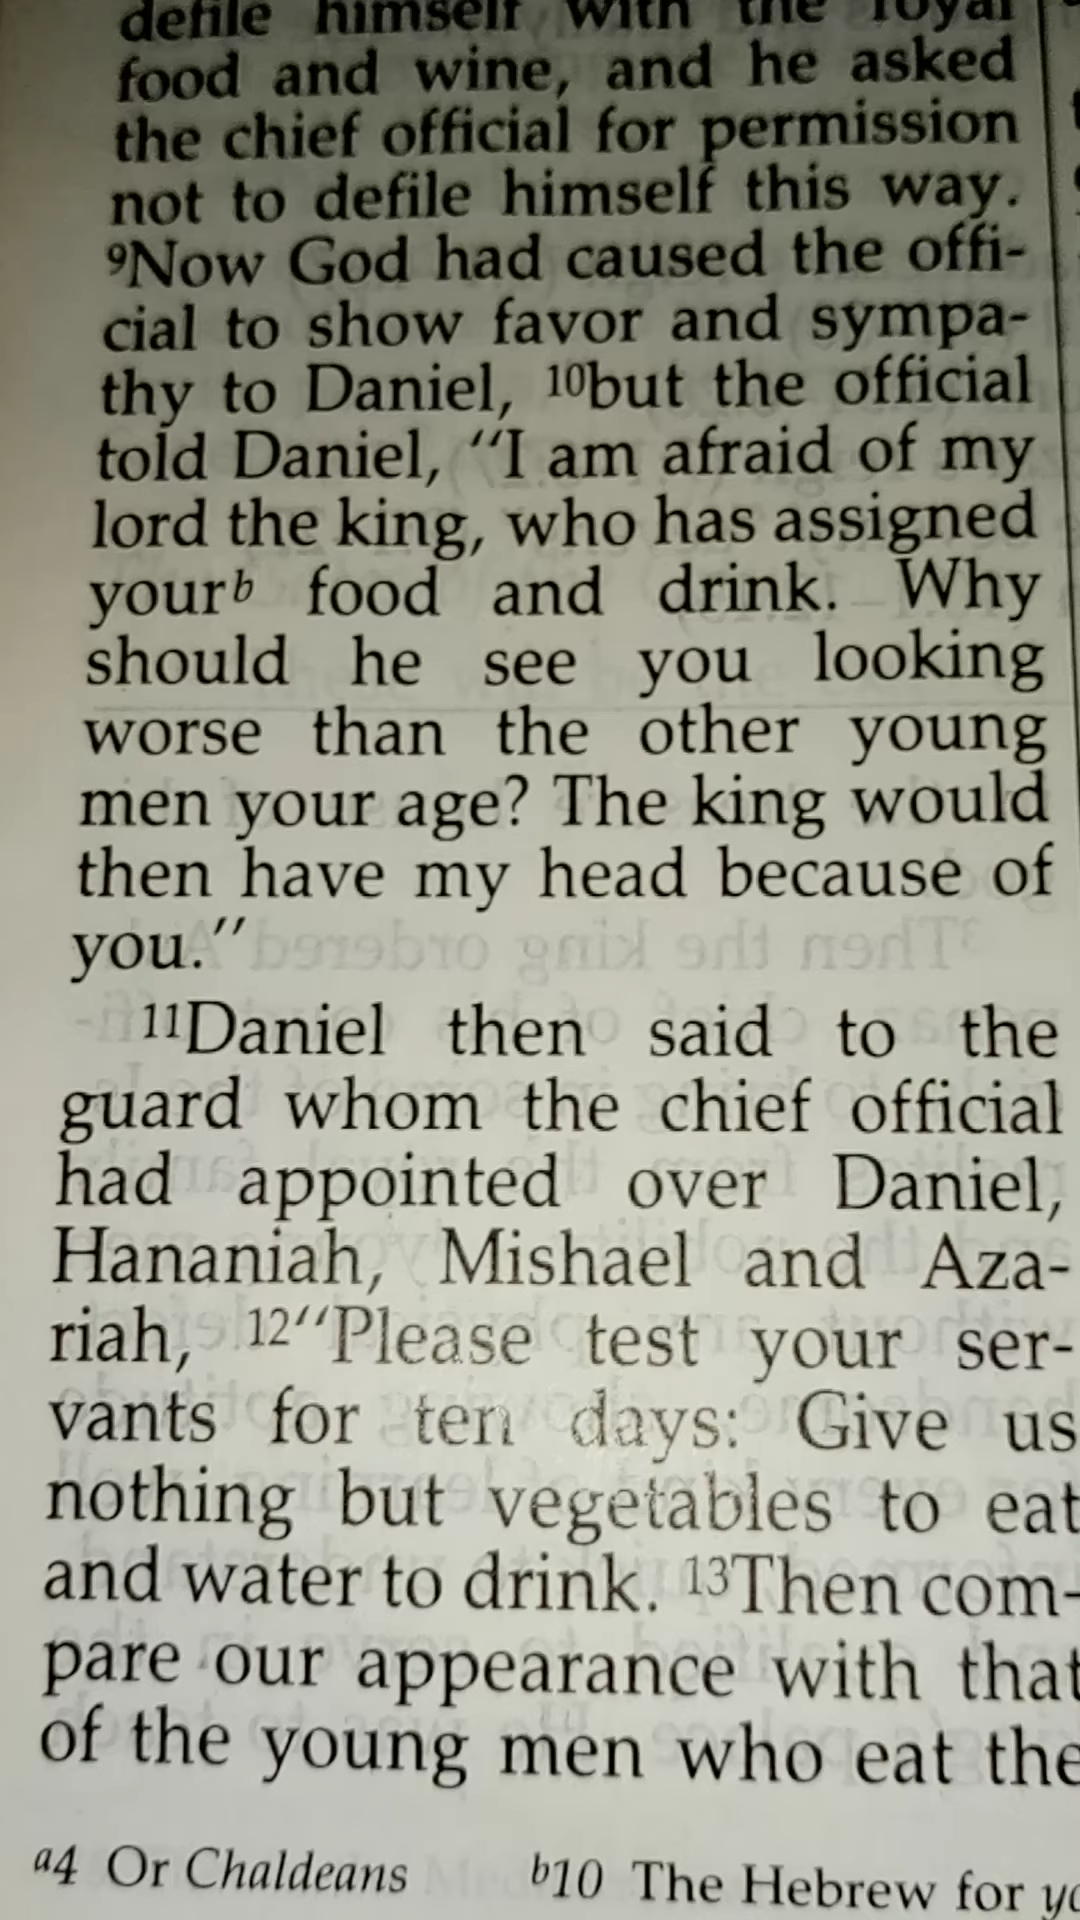 defile himself with the royal
food and wine, and he asked
the chief official for permission
not to defile himself this way.
⁹Now God had caused the offi-
cial to show favor and sympa-
thy to Daniel, ¹⁰but the official
told Daniel, “I am afraid of my
lord the king, who has assigned
yourᵇ food and drink. Why
should he see you looking
worse than the other young
men your age? The king would
then have my head because of
you.”
¹¹Daniel then said to the
guard whom the chief official
had appointed over Daniel,
Hananiah, Mishael and Aza-
riah, ¹²“Please test your ser-
vants for ten days: Give us
nothing but vegetables to eat
and water to drink. ¹³Then com-
pare our appearance with that
of the young men who eat the
ᵃ4 Or Chaldeans ᵇ10 The Hebrew for